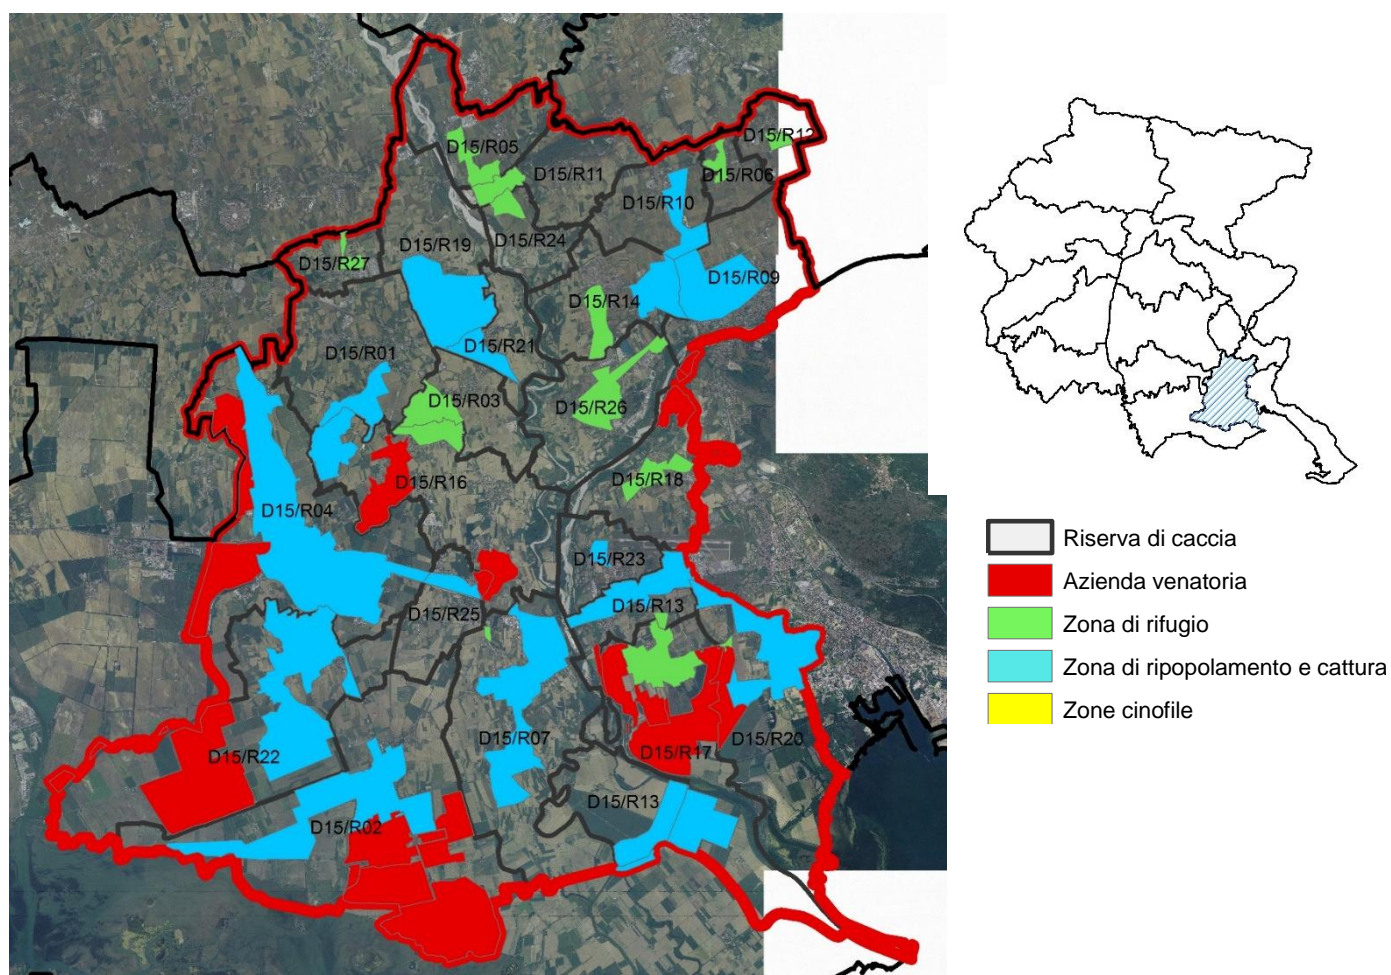 D15/R12
D15/R05
D15/R11
D15/R06
D15/R10
D15/R19
D15/R24
D15/R27
D15/R09
D15/R14
D15/R21
D15/R01
D15/R03
D15/R26
D15/R16
D15/R18
D15/R04
D15/R23
D15/R25
D15/R13
D15/R22
D15/R07
D15/R17
D15/R20
D15/R13
D15/R02
Riserva di caccia
Azienda venatoria
Zona di rifugio
Zona di ripopolamento e cattura
Zone cinofile